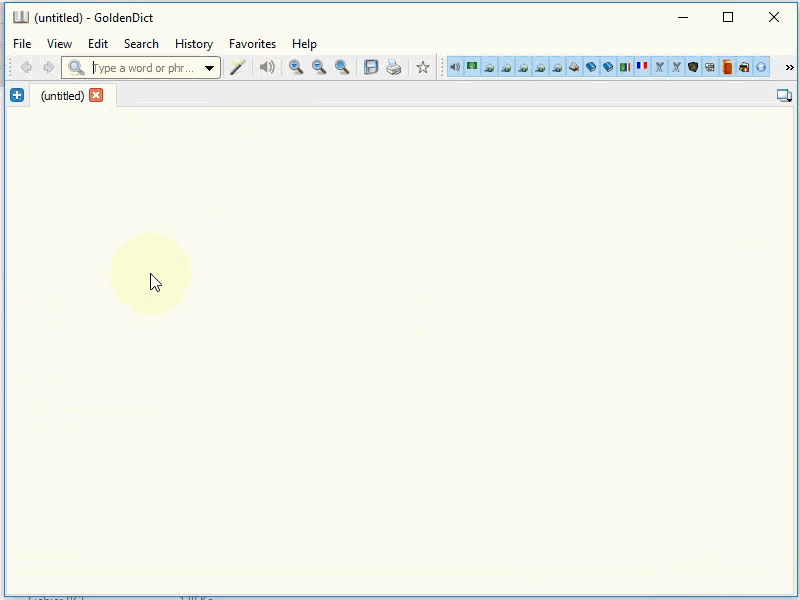 (untitled) - GoldenDict
File View Edit Search History Favorites Help
Type a word or phr...
(untitled)